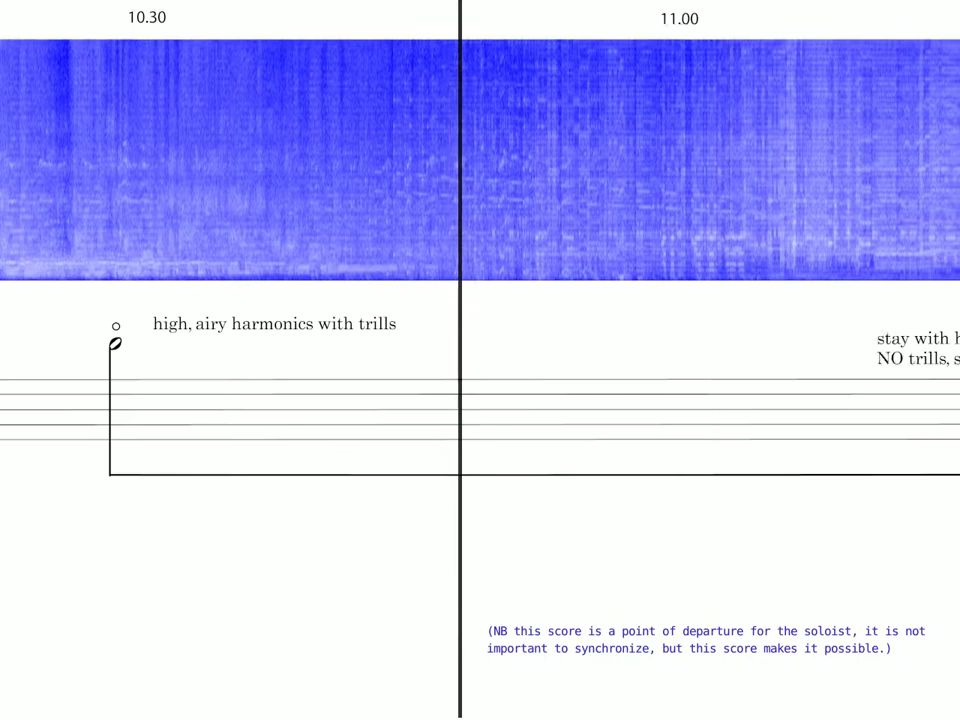 10.30
11.00
high, airy harmonics with trills
stay with
NO trills,
(NB this score is a point of departure for the soloist, it is not
important to synchronize, but this score makes it possible.)